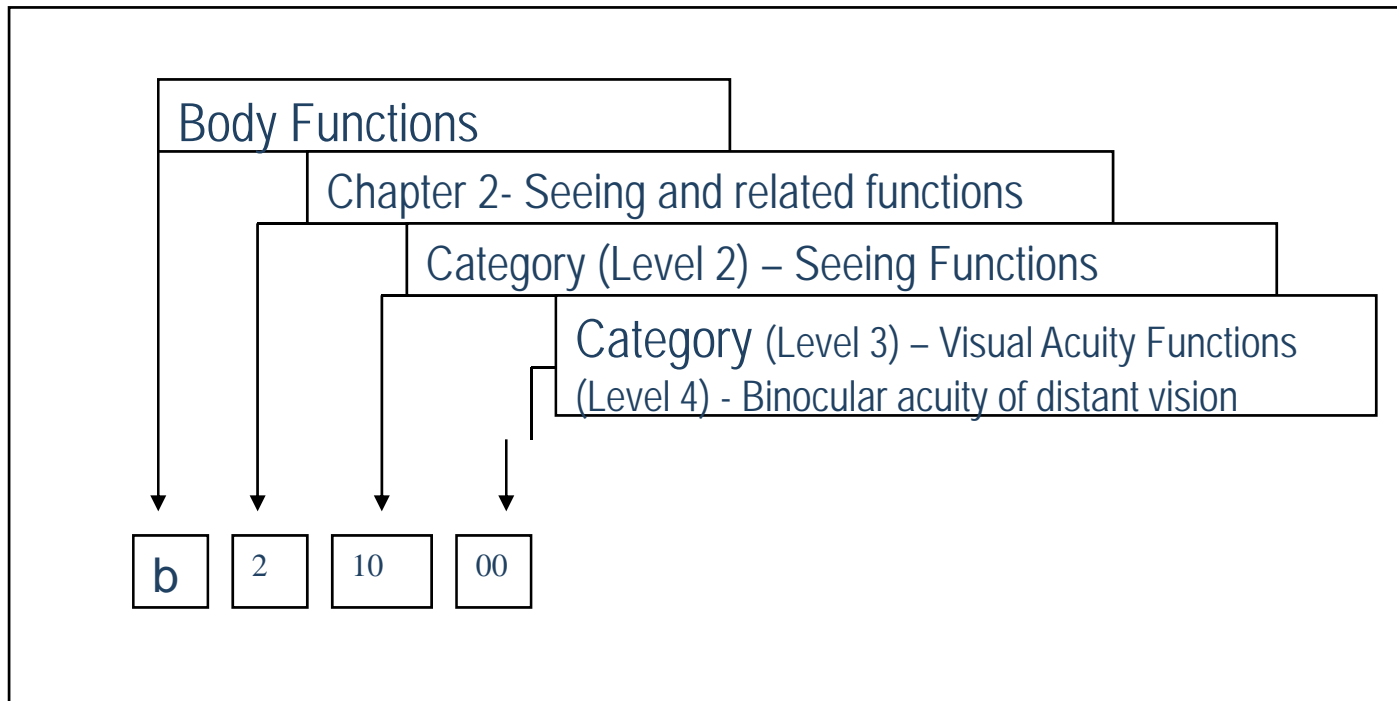 Body Functions
Chapter 2- Seeing and related functions
Category (Level 2) – Seeing Functions
Category (Level 3) – Visual Acuity Functions
(Level 4) - Binocular acuity of distant vision
b 2 10 00